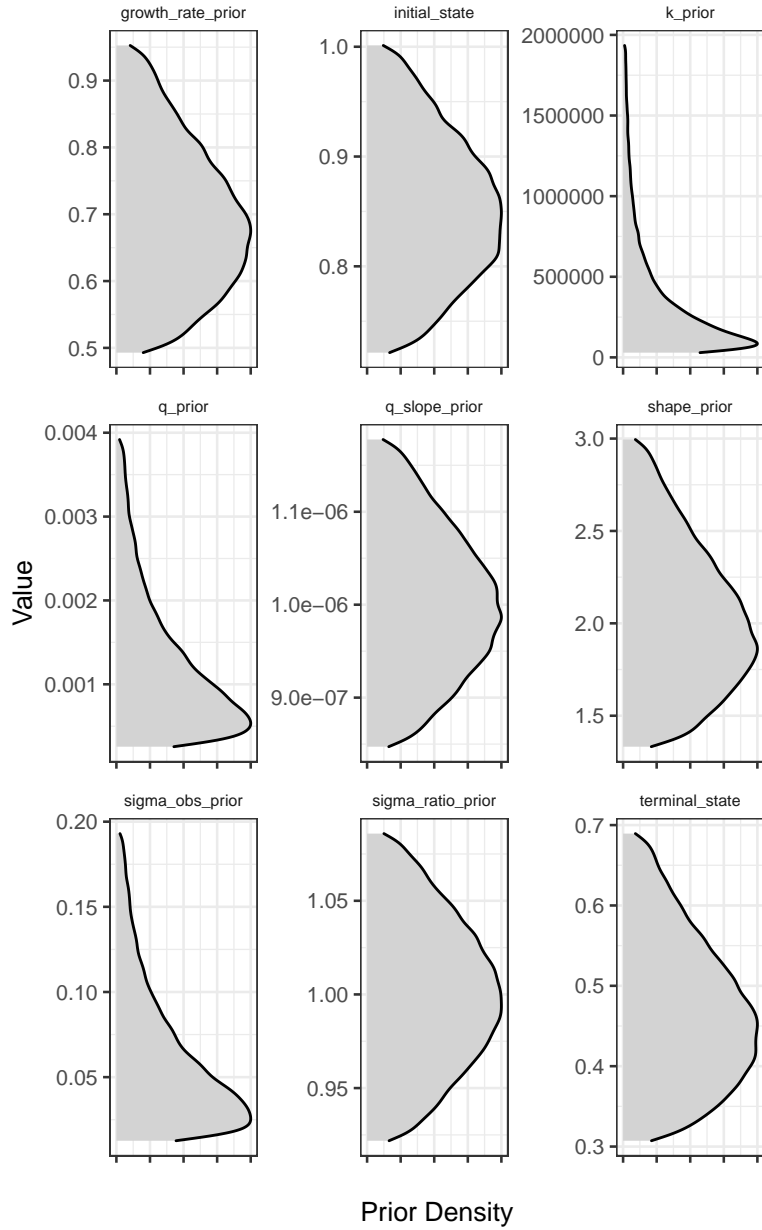 growth_rate_prior
initial_state
k_prior
0.9
0.8
0.7
0.6
0.5
1.0
0.9
0.8
2000000
1500000
1000000
500000
0
q_prior
q_slope_prior
shape_prior
0.004
0.003
0.002
0.001
1.1e−06
1.0e−06
9.0e−07
3.0
2.5
2.0
1.5
sigma_obs_prior
sigma_ratio_prior
terminal_state
0.20
0.15
0.10
0.05
1.05
1.00
0.95
0.7
0.6
0.5
0.4
0.3
Value
Prior Density